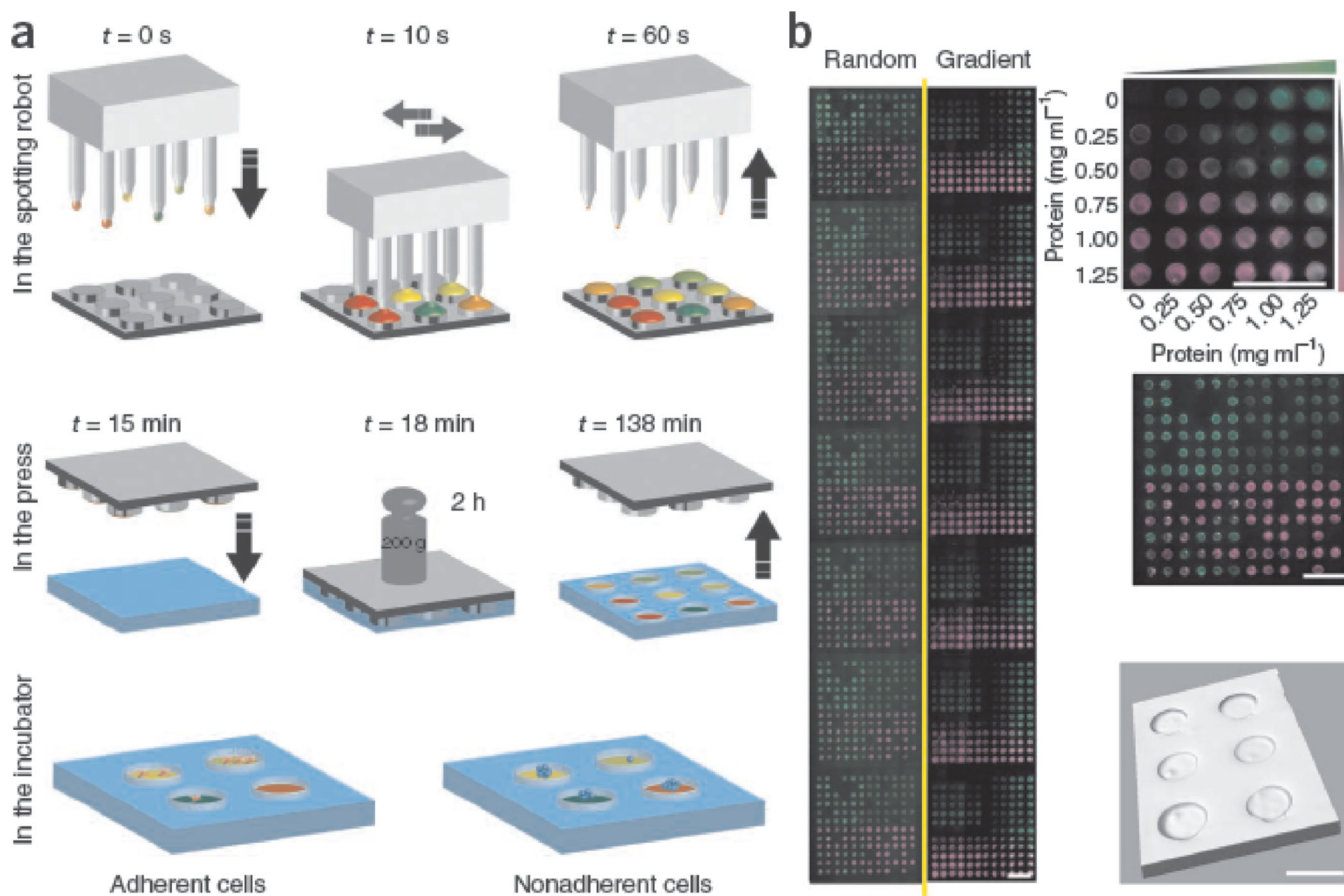 a
t = 0 s
t = 10 s
t = 60 s
In the spotting robot
t = 15 min
t = 18 min
t = 138 min
In the press
2 h
200 g
In the incubator
Adherent cells
Nonadherent cells
b
Random
Gradient
Protein (mg ml⁻¹)
0
0.25
0.50
0.75
1.00
1.25
0
0.25
0.50
0.75
1.00
1.25
Protein (mg ml⁻¹)